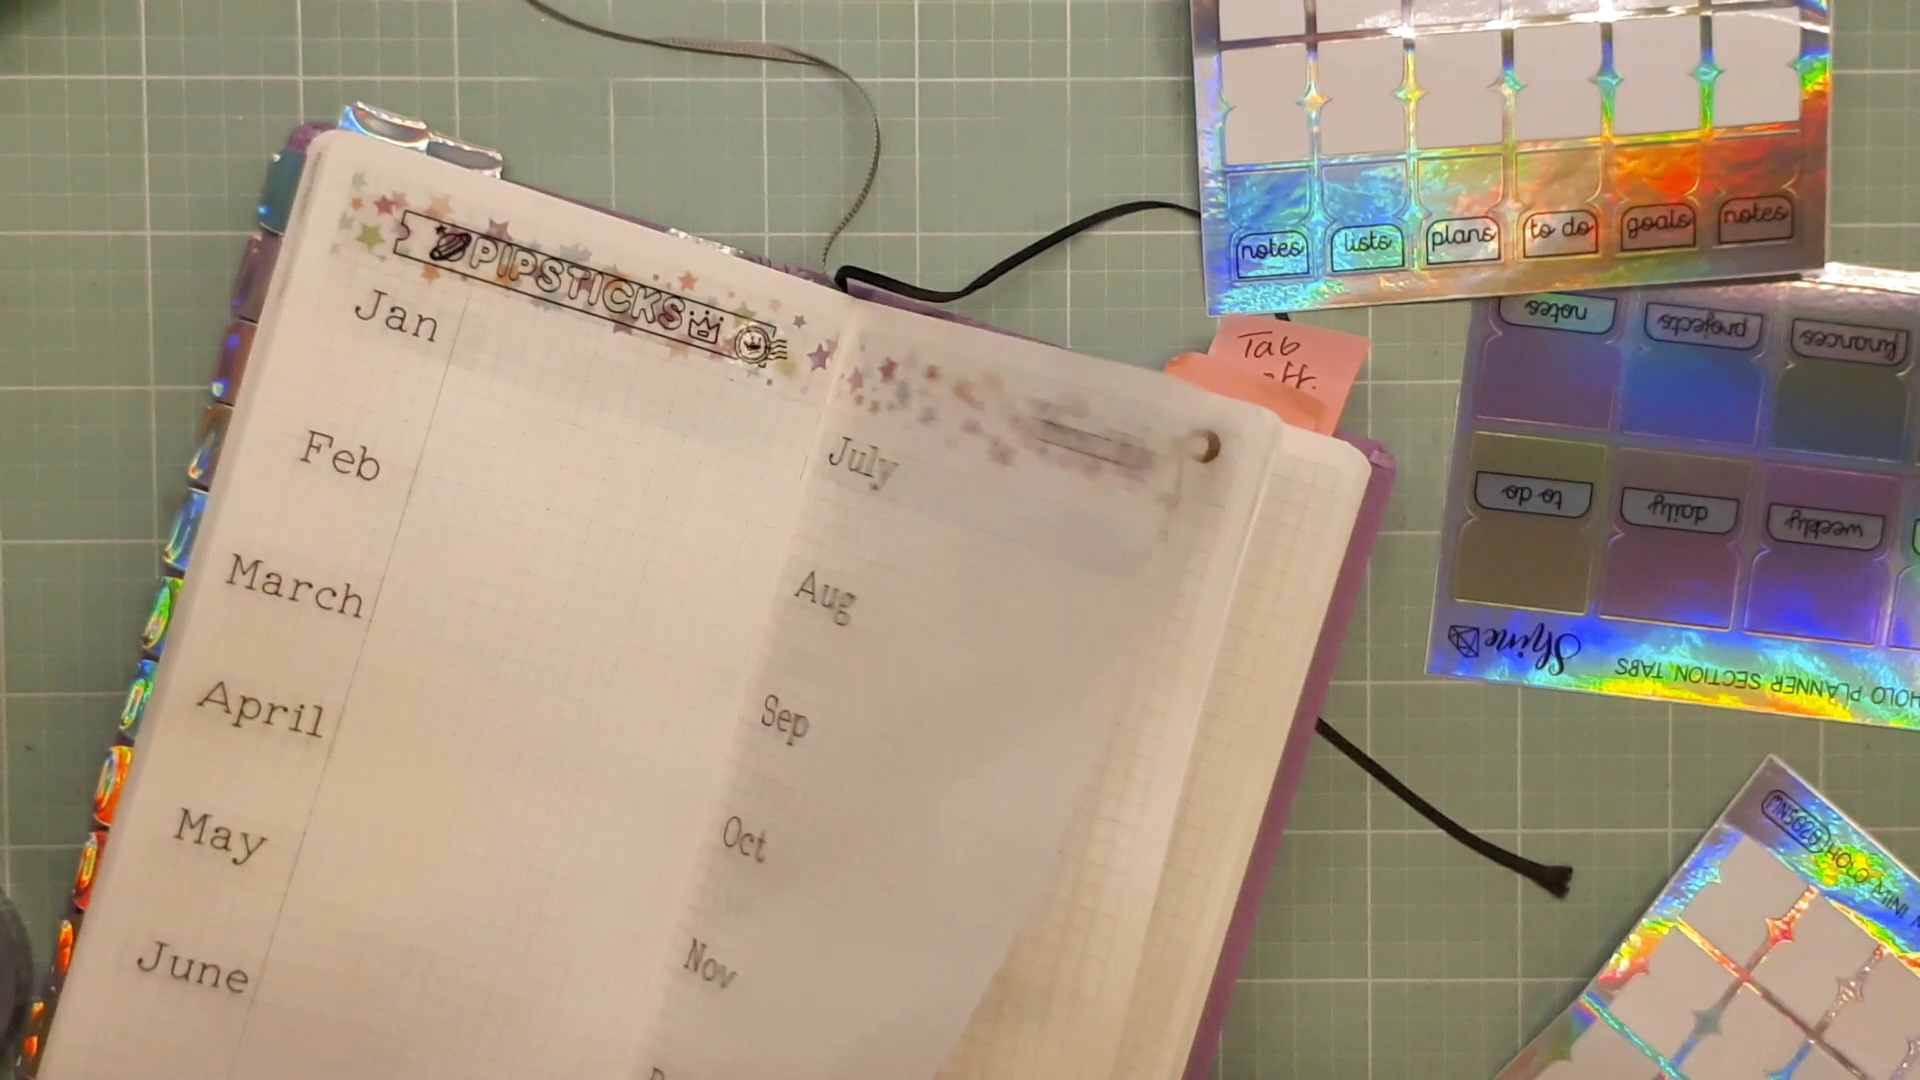 PIPSTICKS
Jan
Feb
March
April
May
June
July
Aug
Sep
Oct
Nov
Tab
notes
lists
plans
to do
goals
notes
notes
projects
finances
to do
daily
weekly
Shine
HOLO PLANNER SECTION TABS
MINI